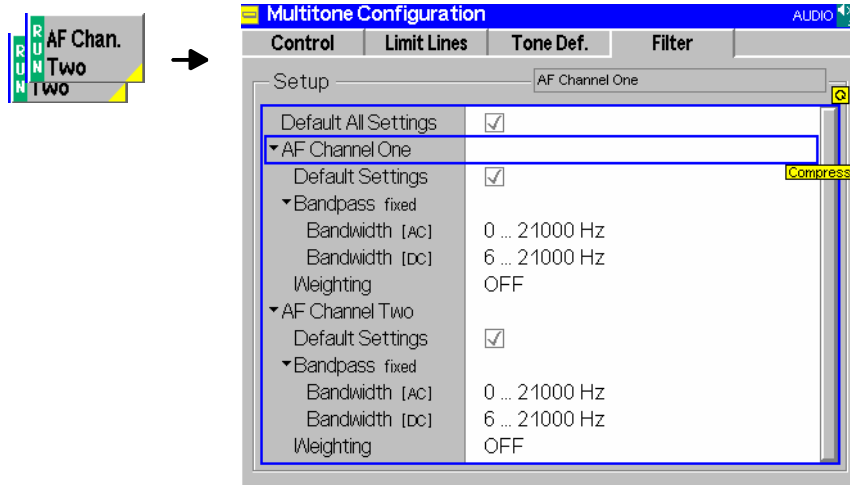 RUN AF Chan.
Two
RUN Two
Multitone Configuration AUDIO
Control Limit Lines Tone Def. Filter
Setup AF Channel One
Default All Settings
AF Channel One
Compress
Default Settings
Bandpass fixed
Bandwidth [AC] 0 ... 21000 Hz
Bandwidth [DC] 6 ... 21000 Hz
Weighting OFF
AF Channel Two
Default Settings
Bandpass fixed
Bandwidth [AC] 0 ... 21000 Hz
Bandwidth [DC] 6 ... 21000 Hz
Weighting OFF